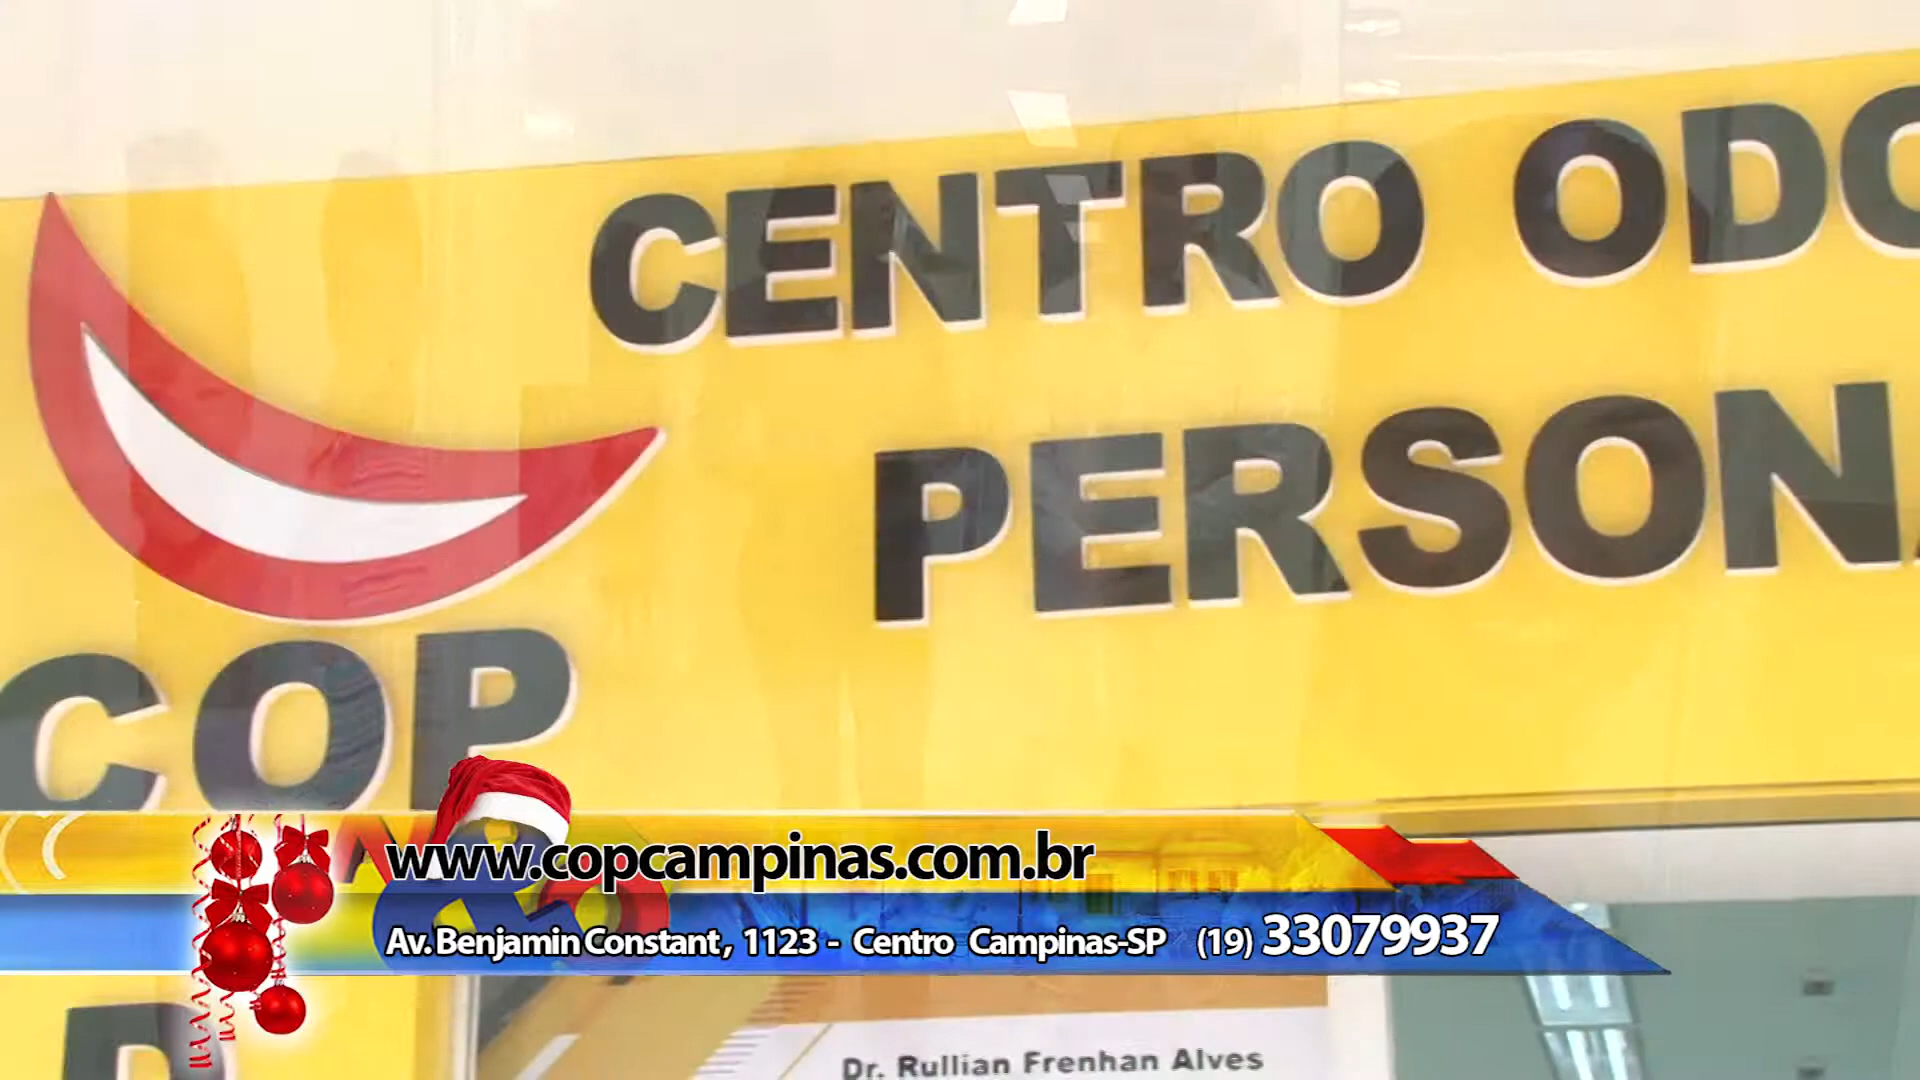 CENTRO ODO
PERSONA
COP
www.copcampinas.com.br
Av. Benjamin Constant, 1123 - Centro Campinas-SP (19) 33079937
Dr. Rullian Frenhan Alves